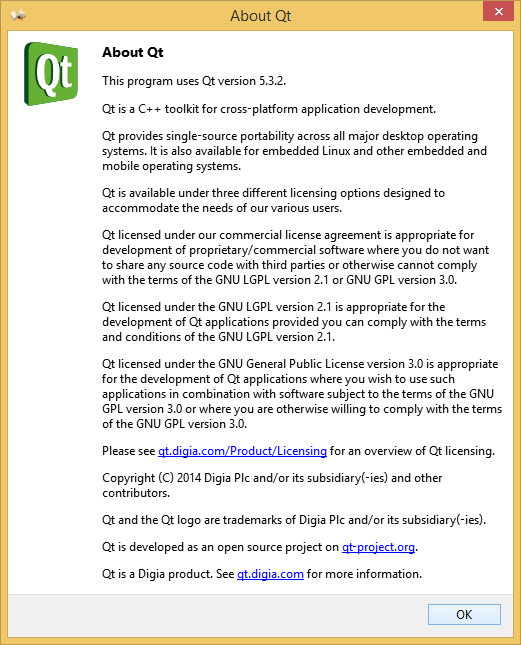 About Qt
Qt
About Qt
This program uses Qt version 5.3.2.
Qt is a C++ toolkit for cross-platform application development.
Qt provides single-source portability across all major desktop operating
systems. It is also available for embedded Linux and other embedded and
mobile operating systems.
Qt is available under three different licensing options designed to
accommodate the needs of our various users.
Qt licensed under our commercial license agreement is appropriate for
development of proprietary/commercial software where you do not want
to share any source code with third parties or otherwise cannot comply
with the terms of the GNU LGPL version 2.1 or GNU GPL version 3.0.
Qt licensed under the GNU LGPL version 2.1 is appropriate for the
development of Qt applications provided you can comply with the terms
and conditions of the GNU LGPL version 2.1.
Qt licensed under the GNU General Public License version 3.0 is appropriate
for the development of Qt applications where you wish to use such
applications in combination with software subject to the terms of the GNU
GPL version 3.0 or where you are otherwise willing to comply with the terms
of the GNU GPL version 3.0.
Please see qt.digia.com/Product/Licensing for an overview of Qt licensing.
Copyright (C) 2014 Digia Plc and/or its subsidiary(-ies) and other
contributors.
Qt and the Qt logo are trademarks of Digia Plc and/or its subsidiary(-ies).
Qt is developed as an open source project on qt-project.org.
Qt is a Digia product. See qt.digia.com for more information.
OK